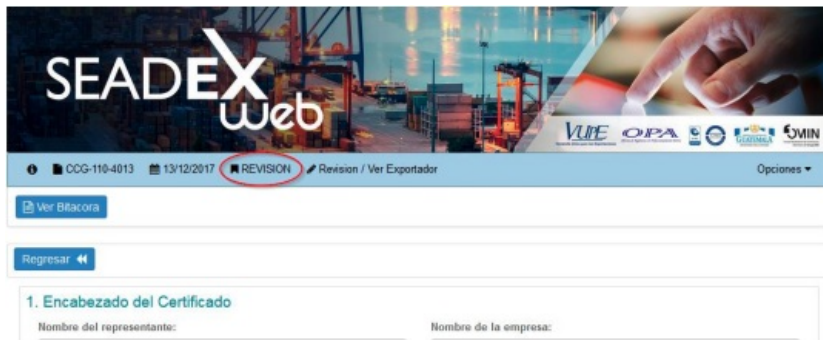 SEADEX
web
VUPE OPA GUATEMALA
CCG-110-4013 13/12/2017 REVISION Revision / Ver Exportador Opciones
Ver Bitacora
Regresar
1. Encabezado del Certificado
Nombre del representante: Nombre de la empresa: